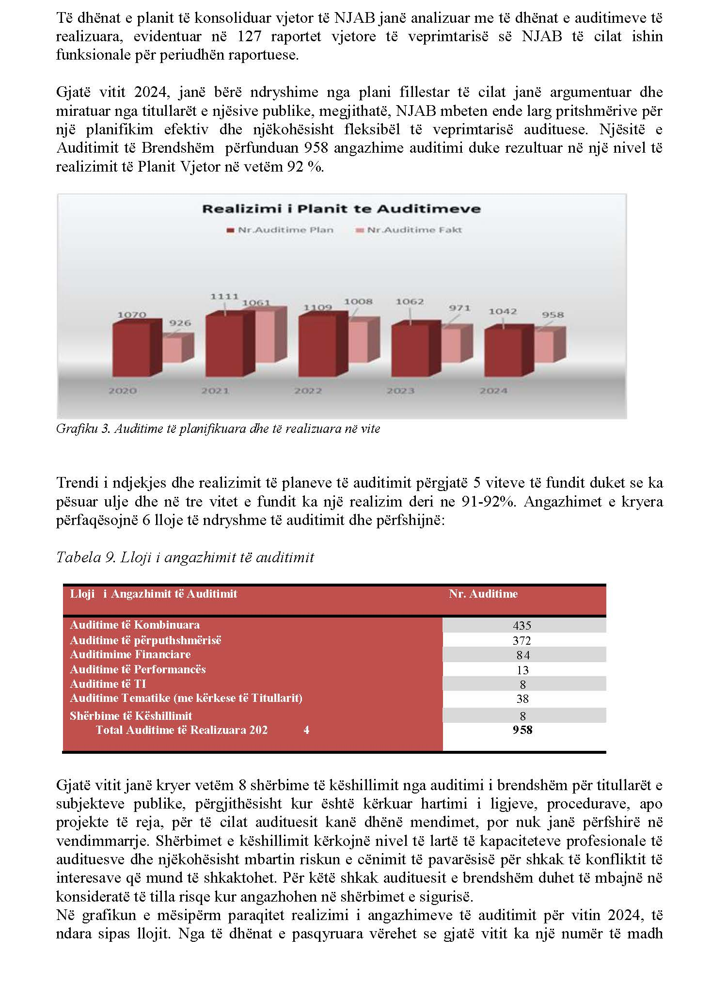 Të dhënat e planit të konsoliduar vjetor të NJAB janë analizuar me të dhënat e auditimeve të
realizuara, evidentuar në 127 raportet vjetore të veprimtarisë së NJAB të cilat ishin
funksionale për periudhën raportuese.
Gjatë vitit 2024, janë bërë ndryshime nga plani fillestar të cilat janë argumentuar dhe
miratuar nga titullarët e njësive publike, megjithatë, NJAB mbeten ende larg pritshmërive për
një planifikim efektiv dhe njëkohësisht fleksibël të veprimtarisë audituese. Njësitë e
Auditimit të Brendshëm përfunduan 958 angazhime auditimi duke rezultuar në një nivel të
realizimit të Planit Vjetor në vetëm 92 %.
Realizimi i Planit te Auditimeve
Nr.Auditime Plan Nr.Auditime Fakt
1070 926 1111 1061 1109 1008 1062 971 1042 958
2020 2021 2022 2023 2024
Grafiku 3. Auditime të planifikuara dhe të realizuara në vite
Trendi i ndjekjes dhe realizimit të planeve të auditimit përgjatë 5 viteve të fundit duket se ka
pësuar ulje dhe në tre vitet e fundit ka një realizim deri ne 91-92%. Angazhimet e kryera
përfaqësojnë 6 lloje të ndryshme të auditimit dhe përfshijnë:
Tabela 9. Lloji i angazhimit të auditimit
Lloji i Angazhimit të Auditimit Nr. Auditime
Auditime të Kombinuara 435
Auditime të përputhshmërisë 372
Auditimime Financiare 84
Auditime të Performancës 13
Auditime të TI 8
Auditime Tematike (me kërkese të Titullarit) 38
Shërbime të Këshillimit 8
Total Auditime të Realizuara 202 4 958
Gjatë vitit janë kryer vetëm 8 shërbime të këshillimit nga auditimi i brendshëm për titullarët e
subjekteve publike, përgjithësisht kur është kërkuar hartimi i ligjeve, procedurave, apo
projekte të reja, për të cilat audituesit kanë dhënë mendimet, por nuk janë përfshirë në
vendimmarrje. Shërbimet e këshillimit kërkojnë nivel të lartë të kapaciteteve profesionale të
audituesve dhe njëkohësisht mbartin riskun e cënimit të pavarësisë për shkak të konfliktit të
interesave që mund të shkaktohet. Për këtë shkak audituesit e brendshëm duhet të mbajnë në
konsideratë të tilla risqe kur angazhohen në shërbimet e sigurisë.
Në grafikun e mësipërm paraqitet realizimi i angazhimeve të auditimit për vitin 2024, të
ndara sipas llojit. Nga të dhënat e pasqyruara vërehet se gjatë vitit ka një numër të madh